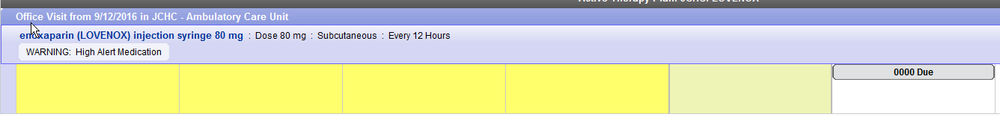 Active Therapy Plan: JCHC: LOVENOX
Office Visit from 9/12/2016 in JCHC - Ambulatory Care Unit
enoxaparin (LOVENOX) injection syringe 80 mg : Dose 80 mg : Subcutaneous : Every 12 Hours
WARNING: High Alert Medication
0000 Due